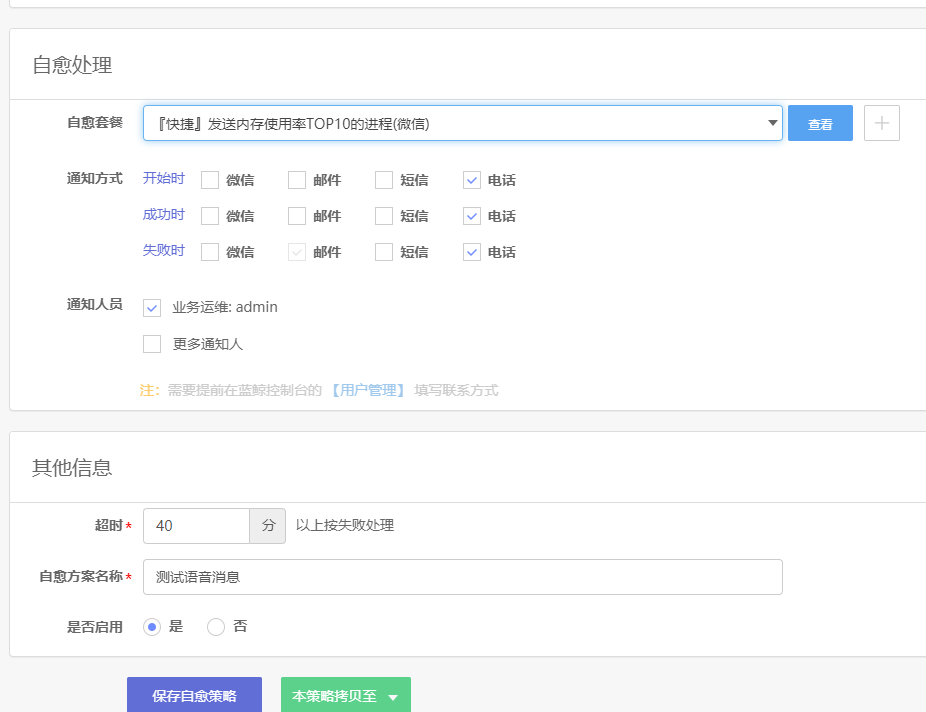 自愈处理
自愈套餐 『快捷』发送内存使用率TOP10的进程(微信) 查看
通知方式 开始时 微信 邮件 短信 电话
成功时 微信 邮件 短信 电话
失败时 微信 邮件 短信 电话
通知人员 业务运维: admin
更多通知人
注: 需要提前在蓝鲸控制台的 【用户管理】 填写联系方式
其他信息
超时* 40 分 以上按失败处理
自愈方案名称* 测试语音消息
是否启用 是 否
保存自愈策略 本策略拷贝至